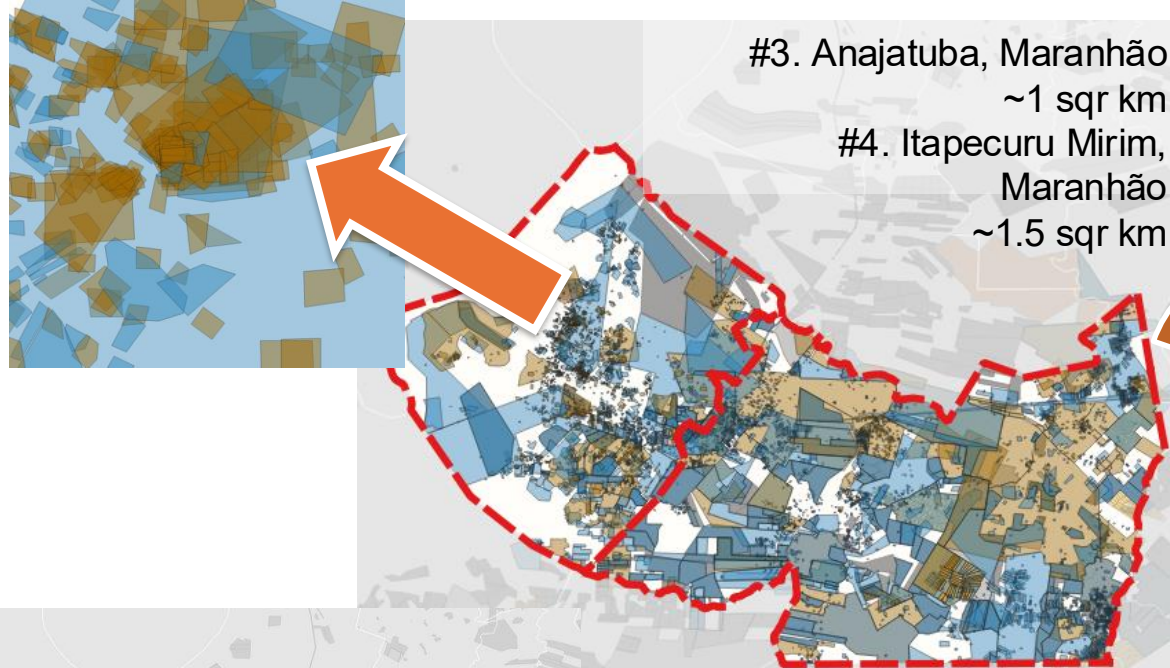 #3. Anajatuba, Maranhão
~1 sqr km
#4. Itapecuru Mirim,
Maranhão
~1.5 sqr km